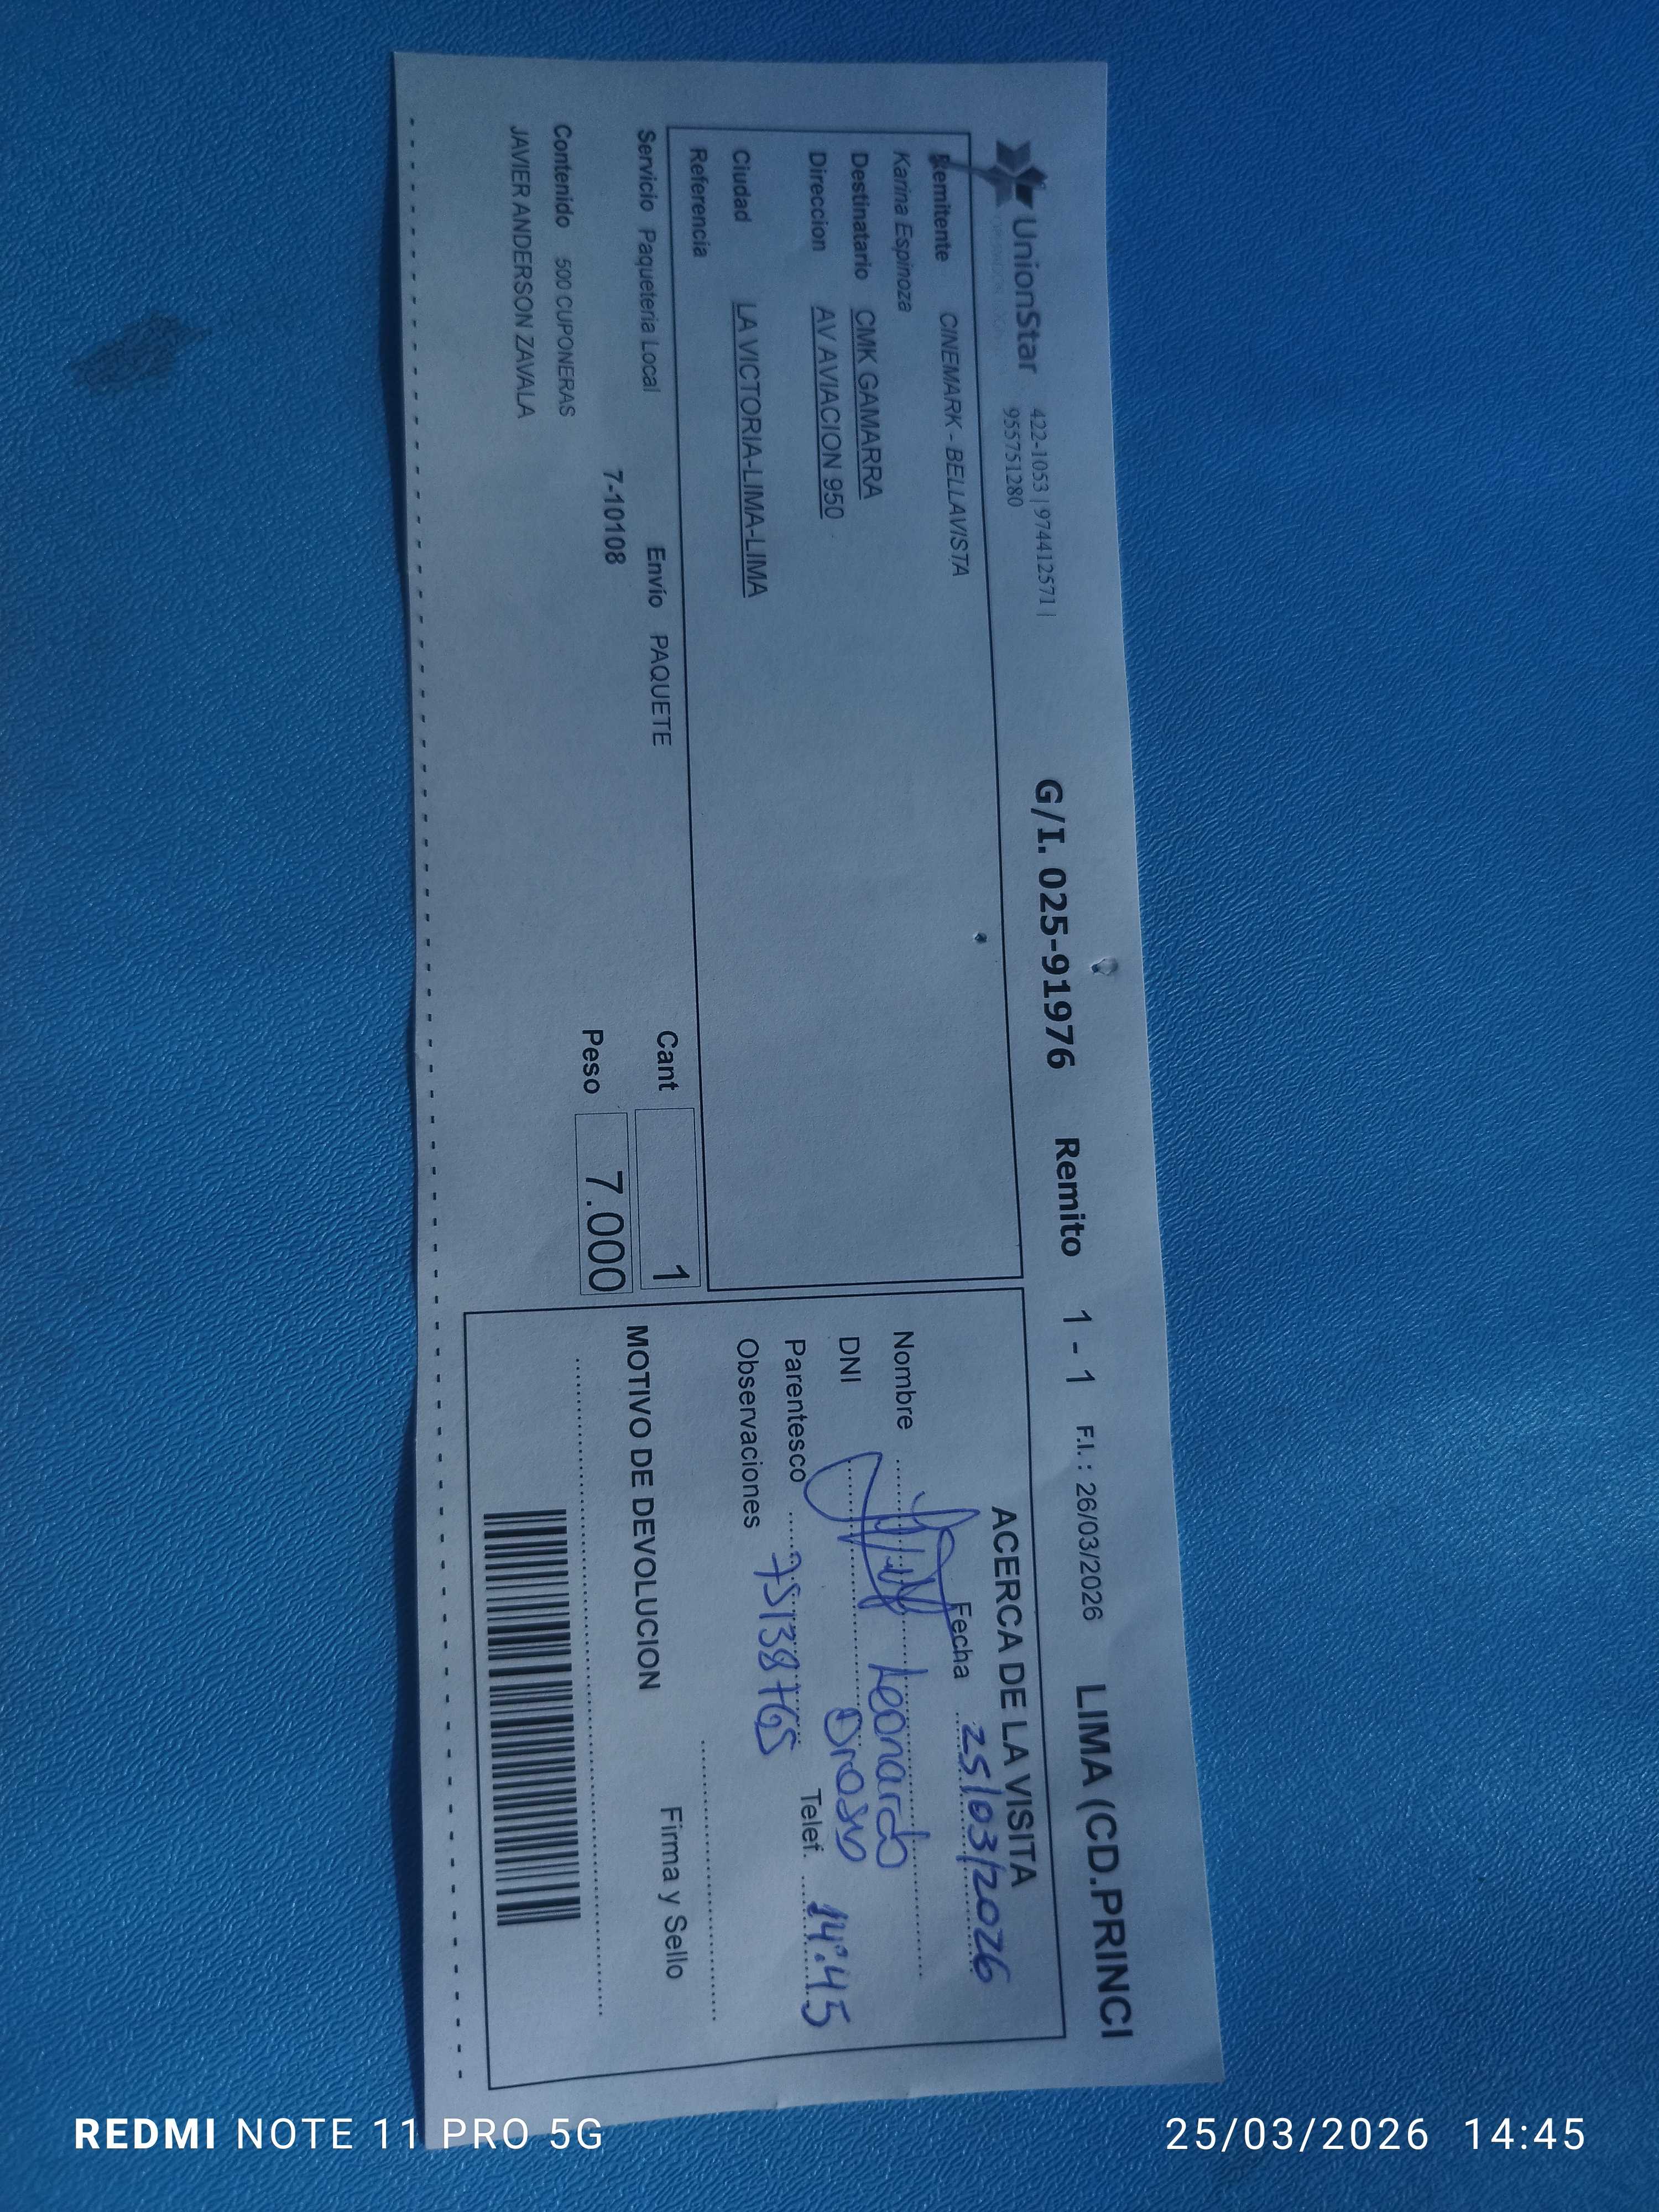 UnionStar 422-1053 | 974412571 |
955751280
G/I. 025-91976 Remito 1 - 1 F.I. : 26/03/2026 LIMA (CD.PRINCI
Remitente CINEMARK - BELLAVISTA
Karina Espinoza
Destinatario CMK GAMARRA
Direccion AV AVIACION 950
Ciudad LA VICTORIA-LIMA-LIMA
Referencia
Servicio Paqueteria Local Envío PAQUETE Cant 1
7-10108 Peso 7.000
Contenido 500 CUPONERAS
JAVIER ANDERSON ZAVALA
ACERCA DE LA VISITA
Fecha 25/03/2026
Nombre Leonardo
DNI
Parentesco 75138765 Telef. 14:45
Observaciones
MOTIVO DE DEVOLUCION Firma y Sello
REDMI NOTE 11 PRO 5G
25/03/2026 14:45